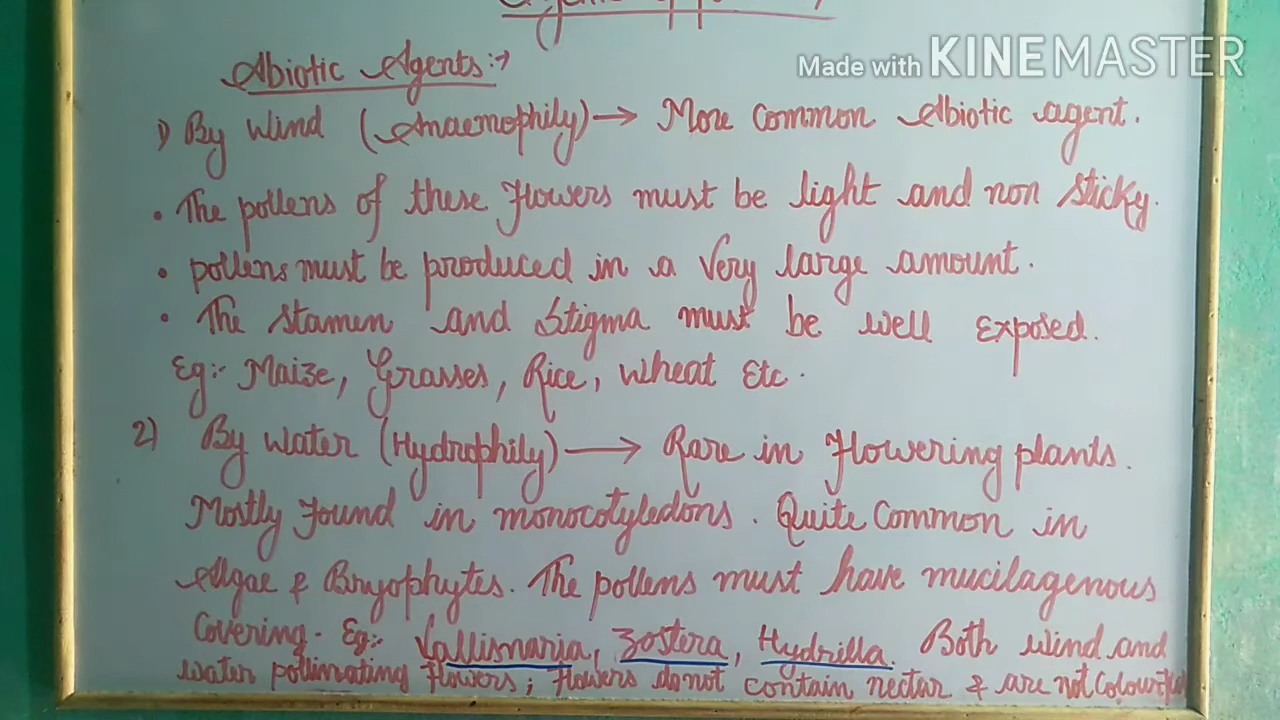 Made with KINEMASTER
Abiotic Agents:→
1) By Wind (Anaemophily) → More common Abiotic agent.
• The pollens of these flowers must be light and non sticky.
• pollens must be produced in a very large amount.
• The stamen and stigma must be well exposed.
Eg:- Maize, Grasses, Rice, wheat Etc.
2) By water (Hydrophily) → Rare in flowering plants.
Mostly found in monocotyledons. Quite common in
Algae & Bryophytes. The pollens must have mucilagenous
Covering. Eg:- Vallisnaria, Zostera, Hydrilla. Both wind and
water pollinating flowers; flowers do not contain nectar & are not